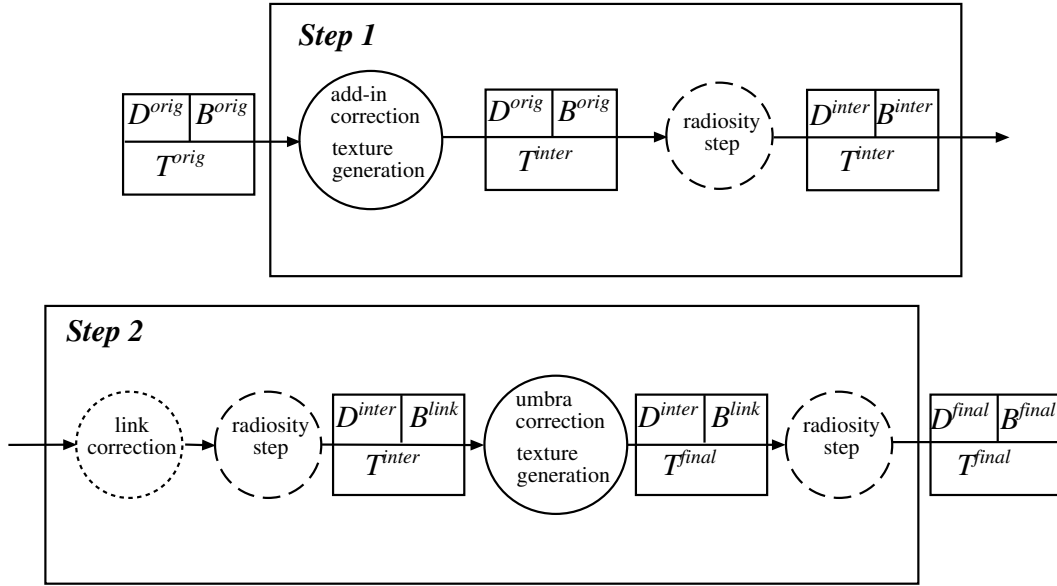 Step 1
D^orig B^orig
T^orig
add-in
correction
texture
generation
D^orig B^orig
T^inter
radiosity
step
D^inter B^inter
T^inter
Step 2
link
correction
radiosity
step
D^inter B^link
T^inter
umbra
correction
texture
generation
D^inter B^link
T^final
radiosity
step
D^final B^final
T^final